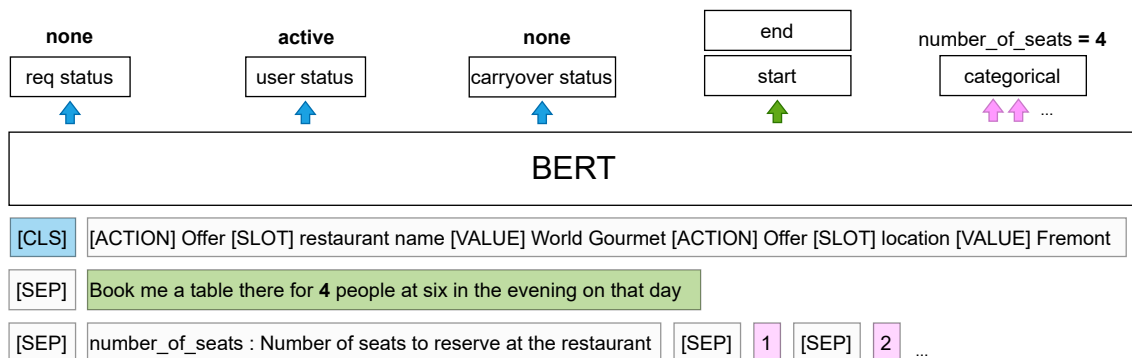 none active none end number_of_seats = 4
req status user status carryover status start categorical
...
BERT
[CLS] [ACTION] Offer [SLOT] restaurant name [VALUE] World Gourmet [ACTION] Offer [SLOT] location [VALUE] Fremont
[SEP] Book me a table there for 4 people at six in the evening on that day
[SEP] number_of_seats : Number of seats to reserve at the restaurant [SEP] 1 [SEP] 2 ...